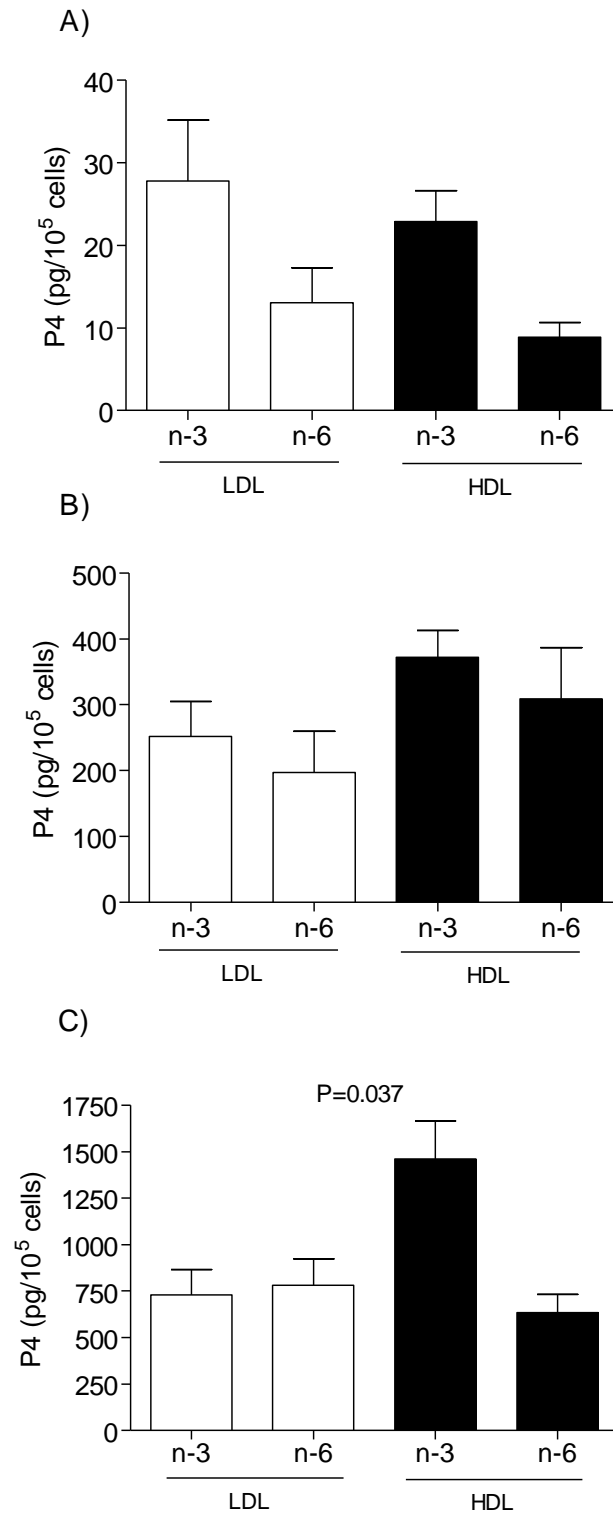 A)
40
30
20
10
0
P4 (pg/10⁵ cells)
n-3 n-6 n-3 n-6
LDL HDL
B)
500
400
300
200
100
0
P4 (pg/10⁵ cells)
n-3 n-6 n-3 n-6
LDL HDL
C)
P=0.037
1750
1500
1250
1000
750
500
250
0
P4 (pg/10⁵ cells)
n-3 n-6 n-3 n-6
LDL HDL